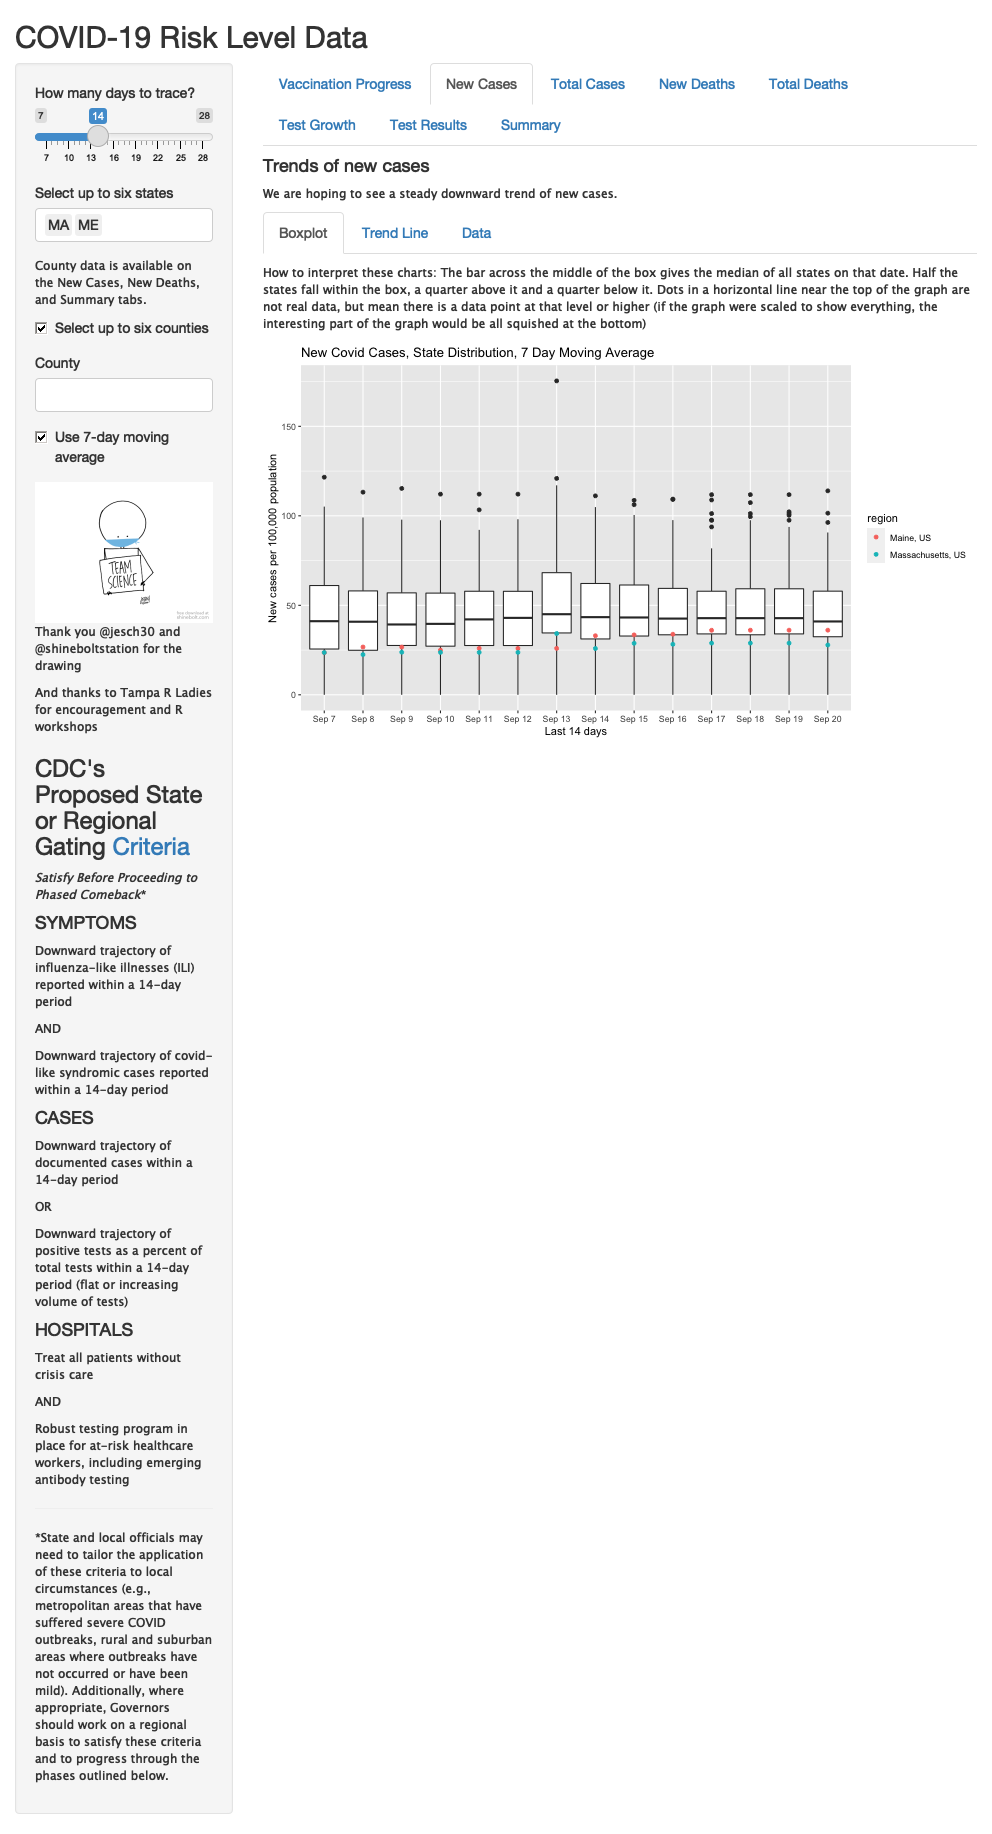 COVID-19 Risk Level Data
How many days to trace?
7 14 28
7 10 13 16 19 22 25 28
Select up to six states
MA ME
County data is available on
the New Cases, New Deaths,
and Summary tabs.
Select up to six counties
County
Use 7-day moving
average
TEAM
SCIENCE
Thank you @jesch30 and
@shineboltstation for the
drawing
And thanks to Tampa R Ladies
for encouragement and R
workshops
CDC's
Proposed State
or Regional
Gating Criteria
Satisfy Before Proceeding to
Phased Comeback*
SYMPTOMS
Downward trajectory of
influenza-like illnesses (ILI)
reported within a 14-day
period
AND
Downward trajectory of covid-
like syndromic cases reported
within a 14-day period
CASES
Downward trajectory of
documented cases within a
14-day period
OR
Downward trajectory of
positive tests as a percent of
total tests within a 14-day
period (flat or increasing
volume of tests)
HOSPITALS
Treat all patients without
crisis care
AND
Robust testing program in
place for at-risk healthcare
workers, including emerging
antibody testing
*State and local officials may
need to tailor the application
of these criteria to local
circumstances (e.g.,
metropolitan areas that have
suffered severe COVID
outbreaks, rural and suburban
areas where outbreaks have
not occurred or have been
mild). Additionally, where
appropriate, Governors
should work on a regional
basis to satisfy these criteria
and to progress through the
phases outlined below.
Vaccination Progress New Cases Total Cases New Deaths Total Deaths
Test Growth Test Results Summary
Trends of new cases
We are hoping to see a steady downward trend of new cases.
Boxplot Trend Line Data
How to interpret these charts: The bar across the middle of the box gives the median of all states on that date. Half the
states fall within the box, a quarter above it and a quarter below it. Dots in a horizontal line near the top of the graph are
not real data, but mean there is a data point at that level or higher (if the graph were scaled to show everything, the
interesting part of the graph would be all squished at the bottom)
New Covid Cases, State Distribution, 7 Day Moving Average
New cases per 100,000 population
150
100
50
0
Sep 7 Sep 8 Sep 9 Sep 10 Sep 11 Sep 12 Sep 13 Sep 14 Sep 15 Sep 16 Sep 17 Sep 18 Sep 19 Sep 20
Last 14 days
region
Maine, US
Massachusetts, US